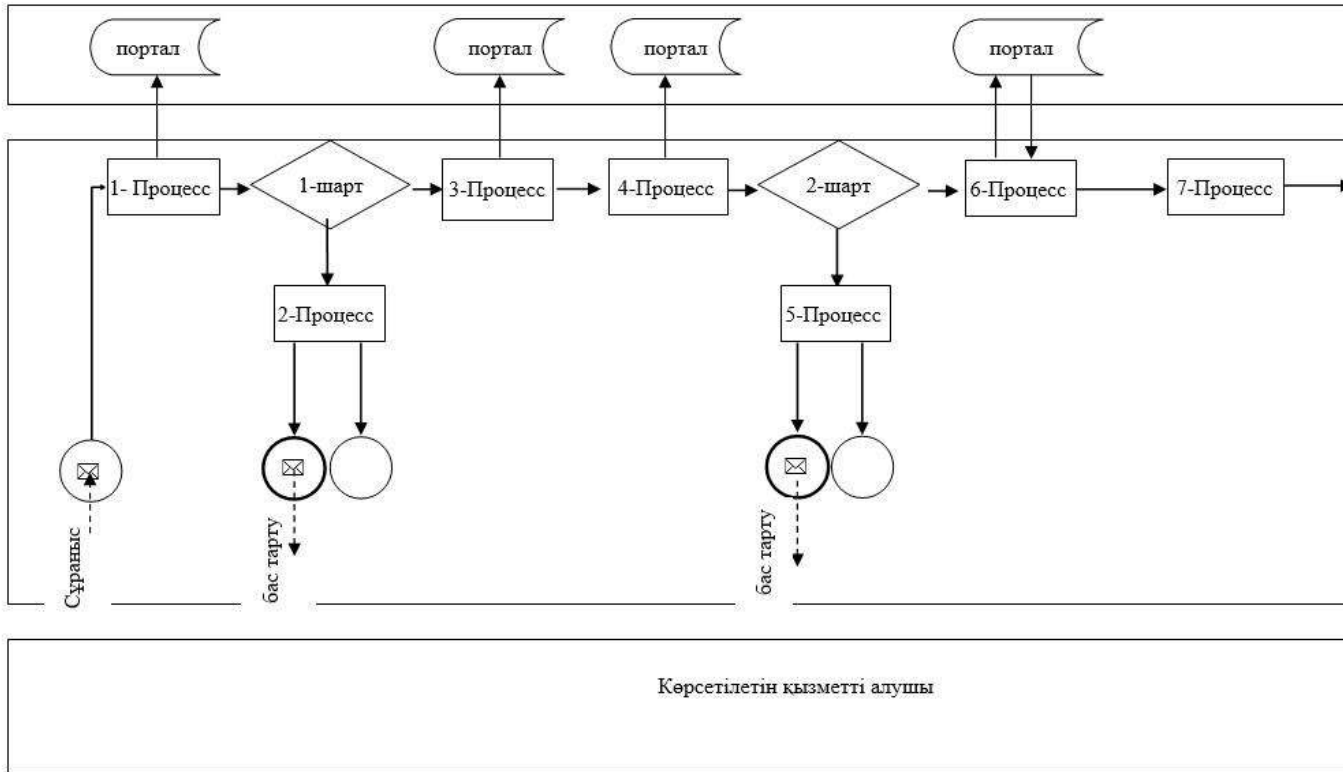 портал
портал
портал
портал
1- Процесс
1-шарт
3-Процесс
4-Процесс
2-шарт
6-Процесс
7-Процесс
2-Процесс
5-Процесс
Сұраныс
бас тарту
бас тарту
Көрсетілетін қызметті алушы